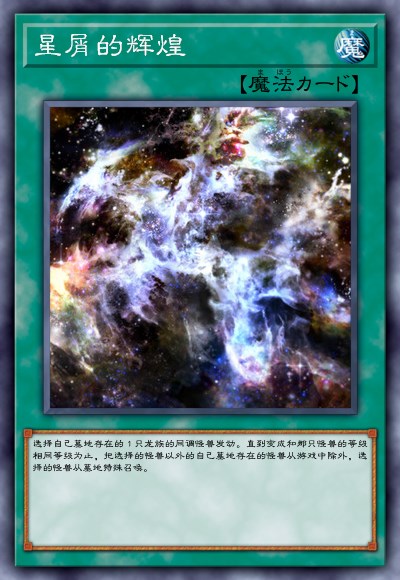 星屑的辉煌
魔
【魔法カード】
まほう
选择自己墓地存在的1只龙族的同调怪兽发动。直到变成和那只怪兽的等级
相同等级为止，把选择的怪兽以外的自己墓地存在的怪兽从游戏中除外，选
择的怪兽从墓地特殊召唤。